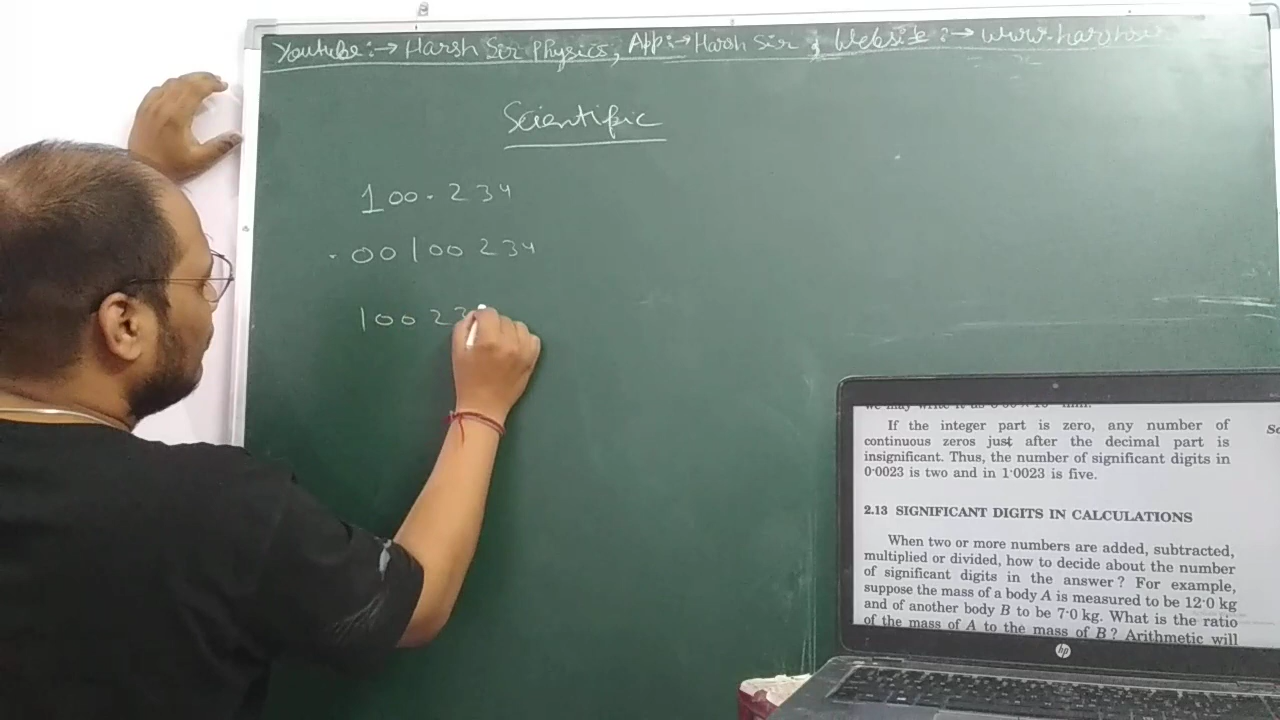 Youtube:→ Harsh Sir Physics, App:→ Harsh Sir & Website:→
Scientific
100.234
.00100234
10023
If the integer part is zero, any number of
continuous zeros just after the decimal part is
insignificant. Thus, the number of significant digits in
0·0023 is two and in 1·0023 is five.
2.13 SIGNIFICANT DIGITS IN CALCULATIONS
When two or more numbers are added, subtracted,
multiplied or divided, how to decide about the number
of significant digits in the answer ? For example,
suppose the mass of a body A is measured to be 12·0 kg
and of another body B to be 7·0 kg. What is the ratio
of the mass of A to the mass of B ? Arithmetic will
hp